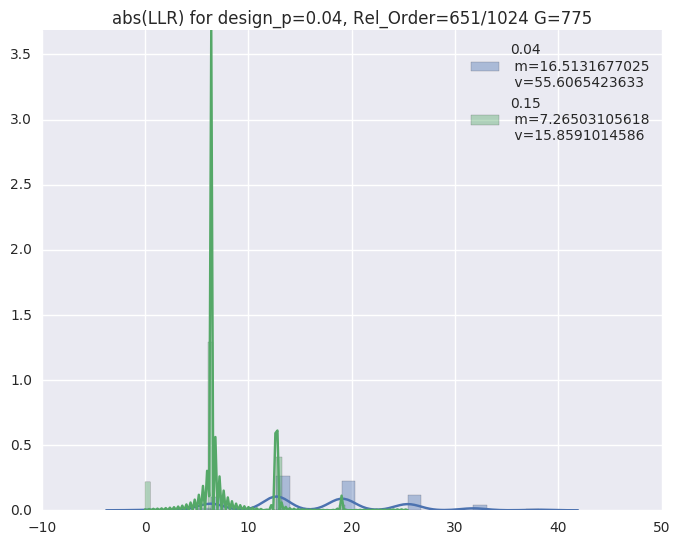 abs(LLR) for design_p=0.04, Rel_Order=651/1024 G=775
0.04
m=16.5131677025
v=55.6065423633
0.15
m=7.26503105618
v=15.8591014586
3.5
3.0
2.5
2.0
1.5
1.0
0.5
0.0
−10 0 10 20 30 40 50